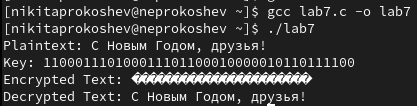 [nikitaprokoshev@neprokoshev ~]$ gcc lab7.c -o lab7
[nikitaprokoshev@neprokoshev ~]$ ./lab7
Plaintext: С Новым Годом, друзья!
Key: 1100011101000111011000100000010110111100
Encrypted Text: ���������������������������
Decrypted Text: С Новым Годом, друзья!